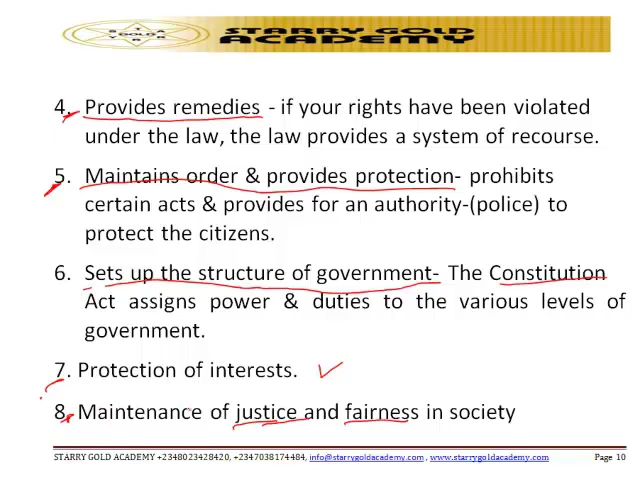 STARRY GOLD
ACADEMY
4. Provides remedies - if your rights have been violated
under the law, the law provides a system of recourse.
5. Maintains order & provides protection- prohibits
certain acts & provides for an authority-(police) to
protect the citizens.
6. Sets up the structure of government- The Constitution
Act assigns power & duties to the various levels of
government.
7. Protection of interests.
8. Maintenance of justice and fairness in society
STARRY GOLD ACADEMY +2348023428420, +2347038174484, info@starrygoldacademy.com , www.starrygoldacademy.com Page 10